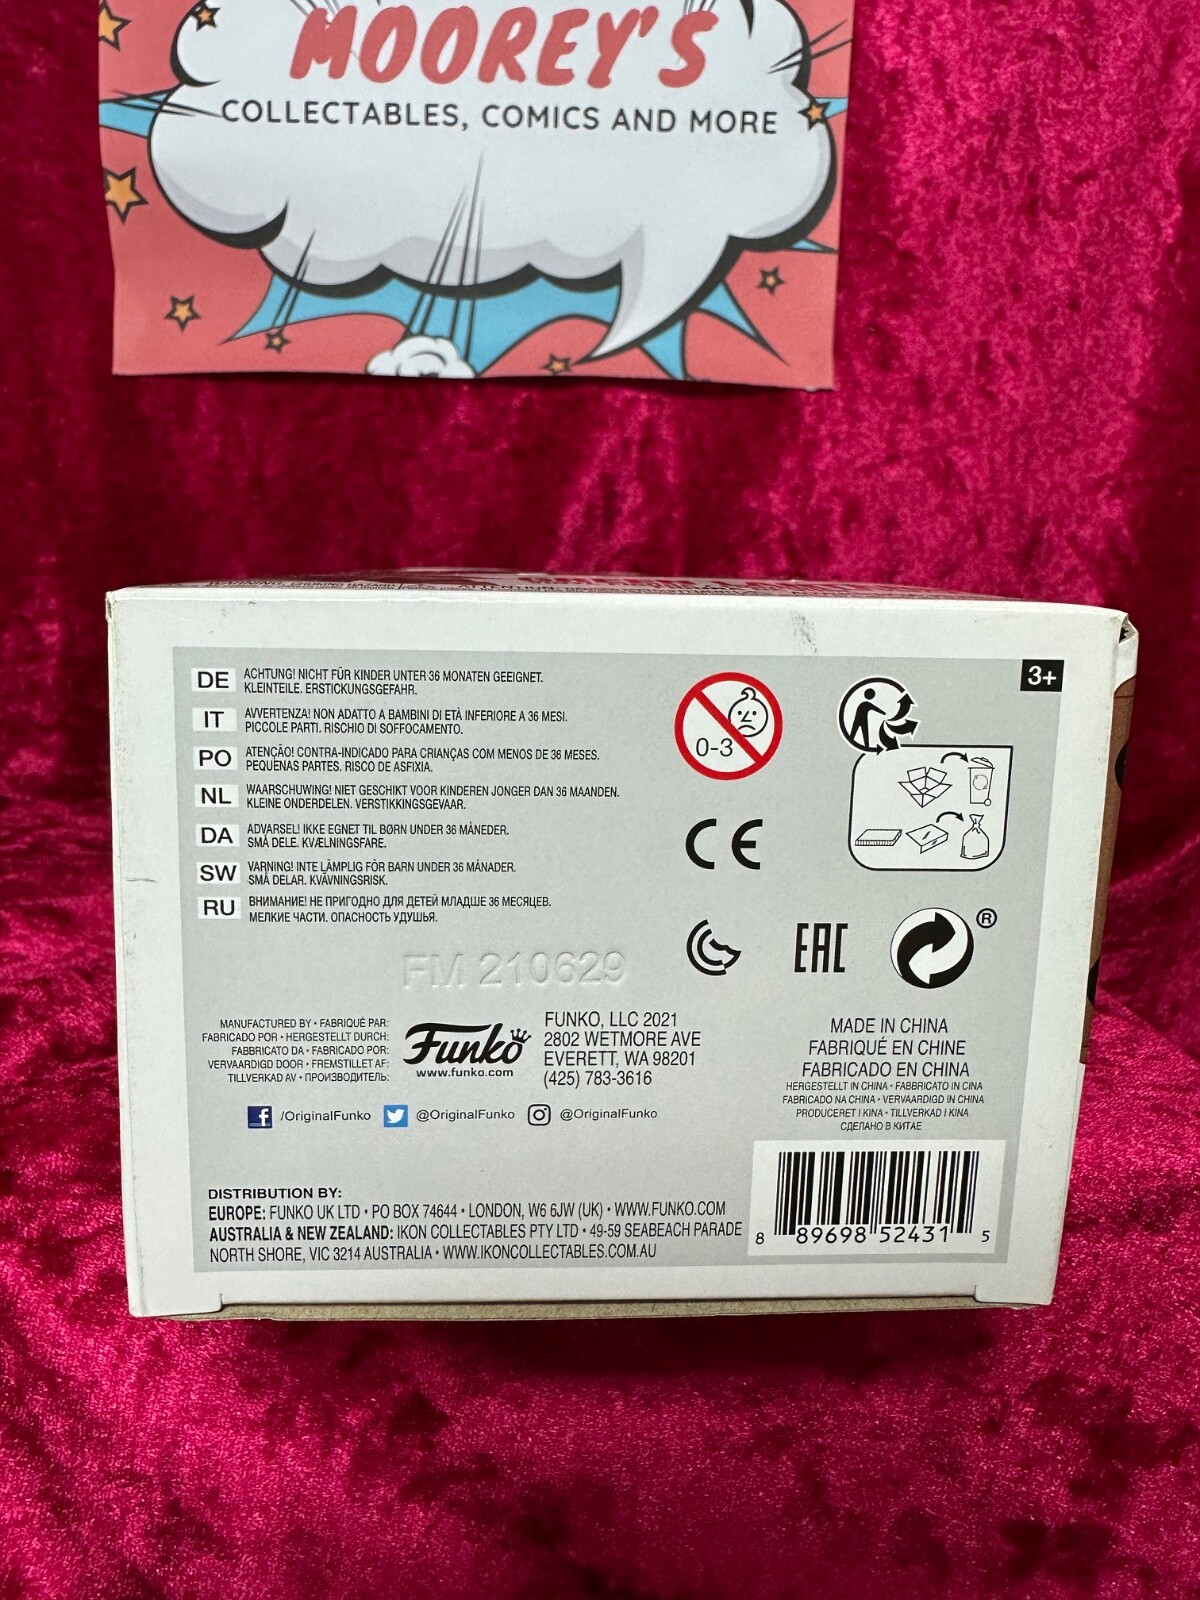 MOOREY'S
COLLECTABLES, COMICS AND MORE
3+
DE ACHTUNG! NICHT FÜR KINDER UNTER 36 MONATEN GEEIGNET.
KLEINTEILE. ERSTICKUNGSGEFAHR.
IT AVVERTENZA! NON ADATTO A BAMBINI DI ETÀ INFERIORE A 36 MESI.
PICCOLE PARTI. RISCHIO DI SOFFOCAMENTO.
PO ATENÇÃO! CONTRA-INDICADO PARA CRIANÇAS COM MENOS DE 36 MESES.
PEQUENAS PARTES. RISCO DE ASFIXIA.
NL WAARSCHUWING! NIET GESCHIKT VOOR KINDEREN JONGER DAN 36 MAANDEN.
KLEINE ONDERDELEN. VERSTIKKINGSGEVAAR.
DA ADVARSEL! IKKE EGNET TIL BØRN UNDER 36 MÅNEDER.
SMÅ DELE. KVÆLNINGSFARE.
SW VARNING! INTE LÄMPLIG FÖR BARN UNDER 36 MÅNADER.
SMÅ DELAR. KVÄVNINGSRISK.
RU ВНИМАНИЕ! НЕ ПРИГОДНО ДЛЯ ДЕТЕЙ МЛАДШЕ 36 МЕСЯЦЕВ.
МЕЛКИЕ ЧАСТИ. ОПАСНОСТЬ УДУШЬЯ.
0-3
CE
EAC
®
FM 210629
MANUFACTURED BY • FABRIQUÉ PAR:
FABRICADO POR • HERGESTELLT DURCH:
FABBRICATO DA • FABRICADO POR:
VERVAARDIGD DOOR • FREMSTILLET AF:
TILLVERKAD AV • ПРОИЗВОДИТЕЛЬ:
Funko
www.funko.com
FUNKO, LLC 2021
2802 WETMORE AVE
EVERETT, WA 98201
(425) 783-3616
/OriginalFunko @OriginalFunko @OriginalFunko
MADE IN CHINA
FABRIQUÉ EN CHINE
FABRICADO EN CHINA
HERGESTELLT IN CHINA • FABBRICATO IN CINA
FABRICADO NA CHINA • VERVAARDIGD IN CHINA
PRODUCERET I KINA • TILLVERKAD I KINA
СДЕЛАНО В КИТАЕ
DISTRIBUTION BY:
EUROPE: FUNKO UK LTD • PO BOX 74644 • LONDON, W6 6JW (UK) • WWW.FUNKO.COM
AUSTRALIA & NEW ZEALAND: IKON COLLECTABLES PTY LTD • 49-59 SEABEACH PARADE
NORTH SHORE, VIC 3214 AUSTRALIA • WWW.IKONCOLLECTABLES.COM.AU
8 89698 52431 5